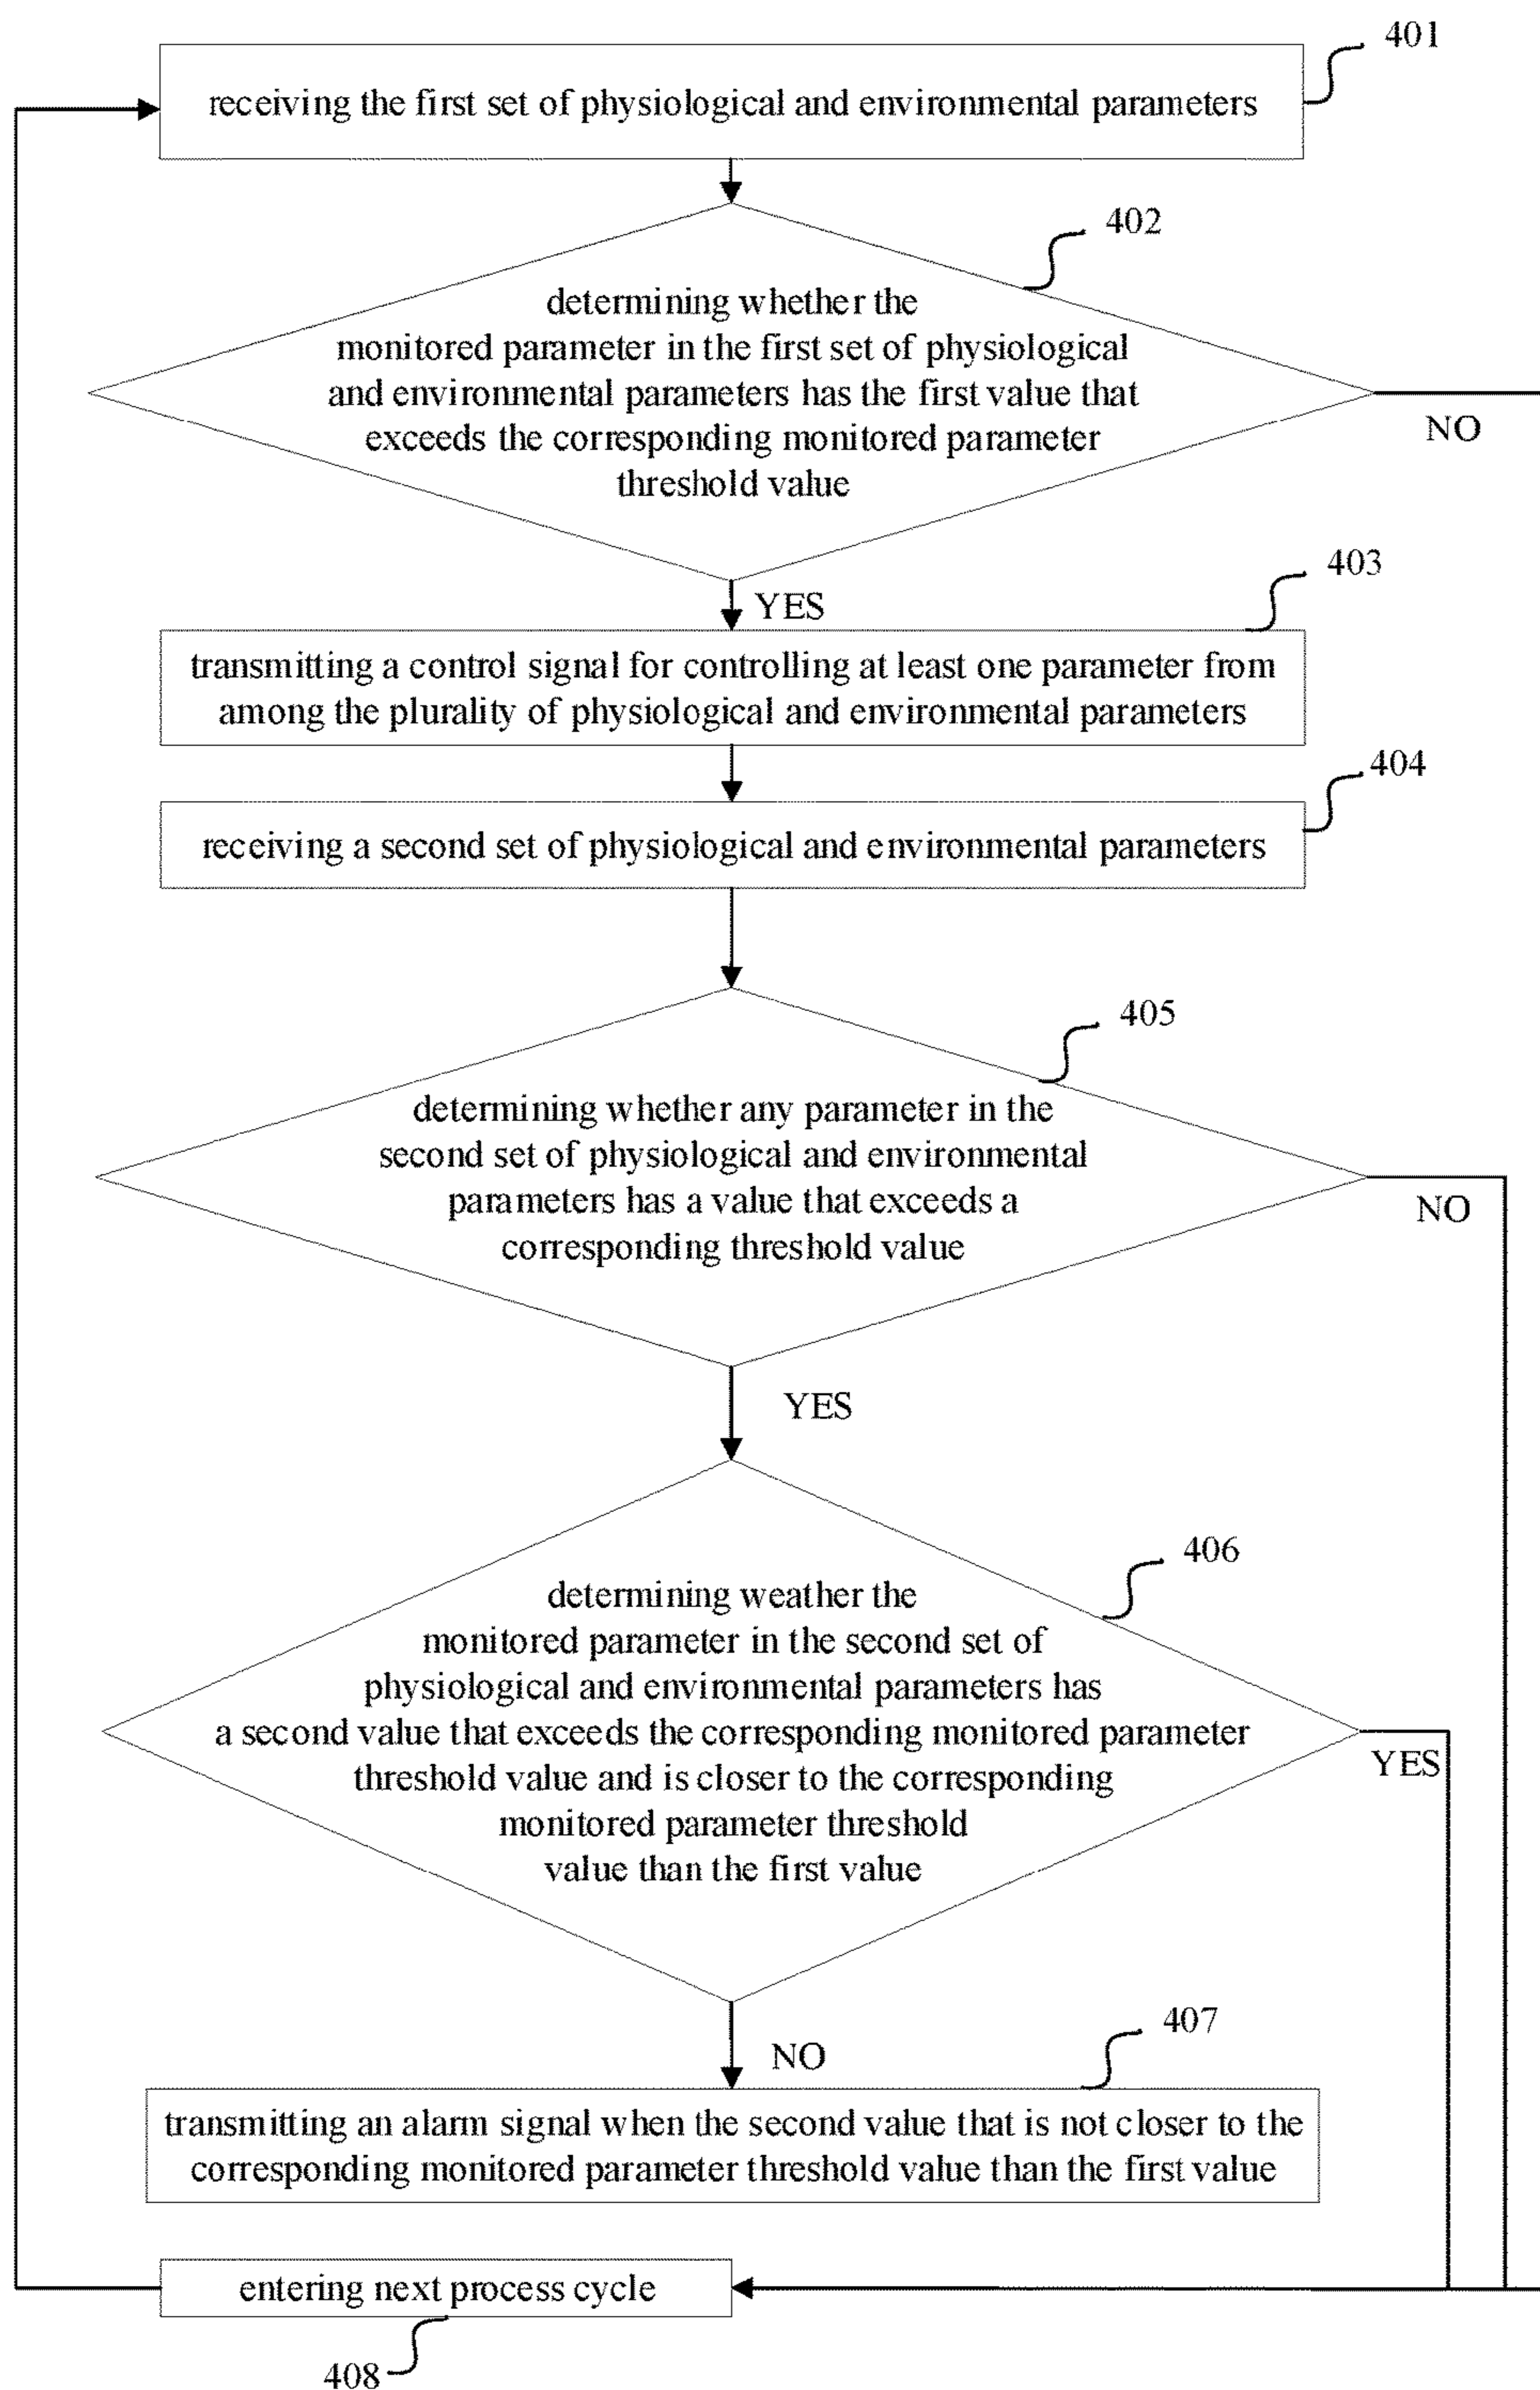 401
receiving the first set of physiological and environmental parameters
402
determining whether the
monitored parameter in the first set of physiological
and environmental parameters has the first value that
exceeds the corresponding monitored parameter
threshold value
NO
403
YES
transmitting a control signal for controlling at least one parameter from
among the plurality of physiological and environmental parameters
404
receiving a second set of physiological and environmental parameters
405
determining whether any parameter in the
second set of physiological and environmental
parameters has a value that exceeds a
corresponding threshold value
NO
YES
406
determining weather the
monitored parameter in the second set of
physiological and environmental parameters has
a second value that exceeds the corresponding monitored parameter
threshold value and is closer to the corresponding
monitored parameter threshold
value than the first value
YES
407
NO
transmitting an alarm signal when the second value that is not closer to the
corresponding monitored parameter threshold value than the first value
entering next process cycle
408